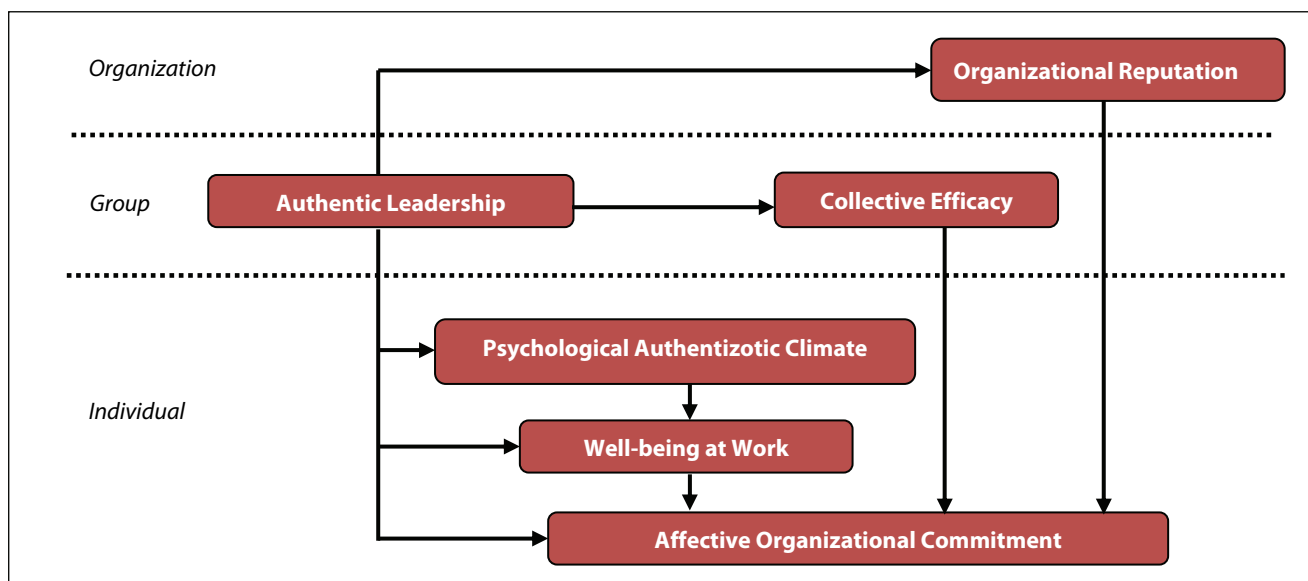 Organization
Organizational Reputation
Group
Authentic Leadership
Collective Efficacy
Psychological Authentizotic Climate
Individual
Well-being at Work
Affective Organizational Commitment